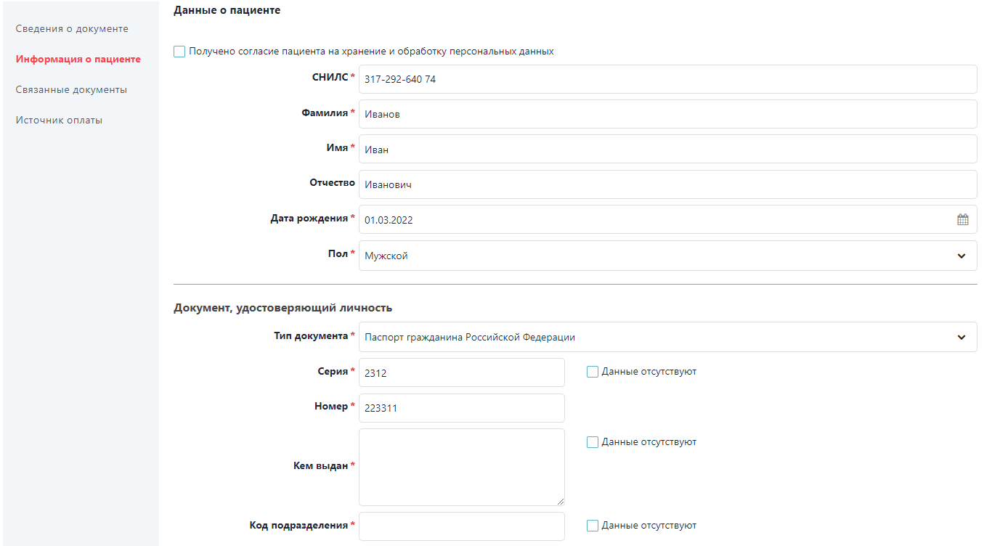 Сведения о документе
Информация о пациенте
Связанные документы
Источник оплаты
Данные о пациенте
Получено согласие пациента на хранение и обработку персональных данных
СНИЛС * 317-292-640 74
Фамилия * Иванов
Имя * Иван
Отчество Иванович
Дата рождения * 01.03.2022
Пол * Мужской
Документ, удостоверяющий личность
Тип документа * Паспорт гражданина Российской Федерации
Серия * 2312 Данные отсутствуют
Номер * 223311
Кем выдан * Данные отсутствуют
Код подразделения * Данные отсутствуют